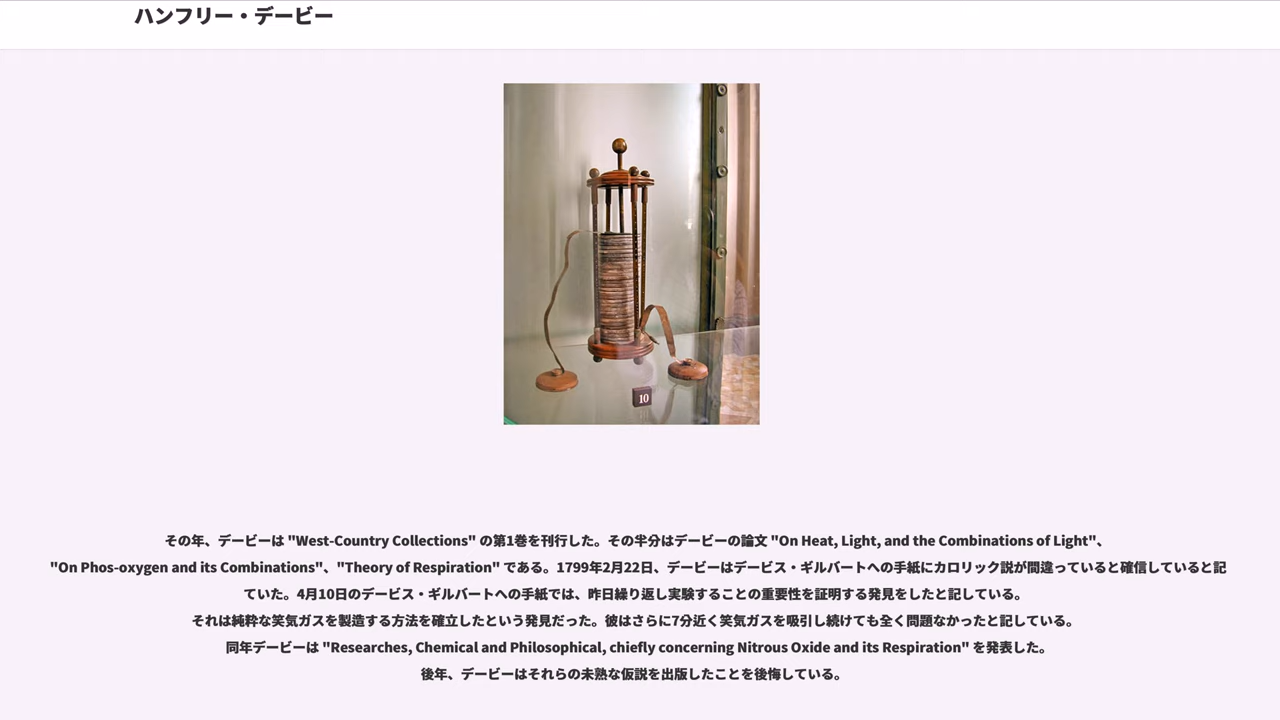 ハンフリー・デービー
10
その年、デービーは "West-Country Collections" の第1巻を刊行した。その半分はデービーの論文 "On Heat, Light, and the Combinations of Light"、
"On Phos-oxygen and its Combinations"、"Theory of Respiration" である。1799年2月22日、デービーはデービス・ギルバートへの手紙にカロリック説が間違っていると確信していると記
ていた。4月10日のデービス・ギルバートへの手紙では、昨日繰り返し実験することの重要性を証明する発見をしたと記している。
それは純粋な笑気ガスを製造する方法を確立したという発見だった。彼はさらに7分近く笑気ガスを吸引し続けても全く問題なかったと記している。
同年デービーは "Researches, Chemical and Philosophical, chiefly concerning Nitrous Oxide and its Respiration" を発表した。
後年、デービーはそれらの未熟な仮説を出版したことを後悔している。